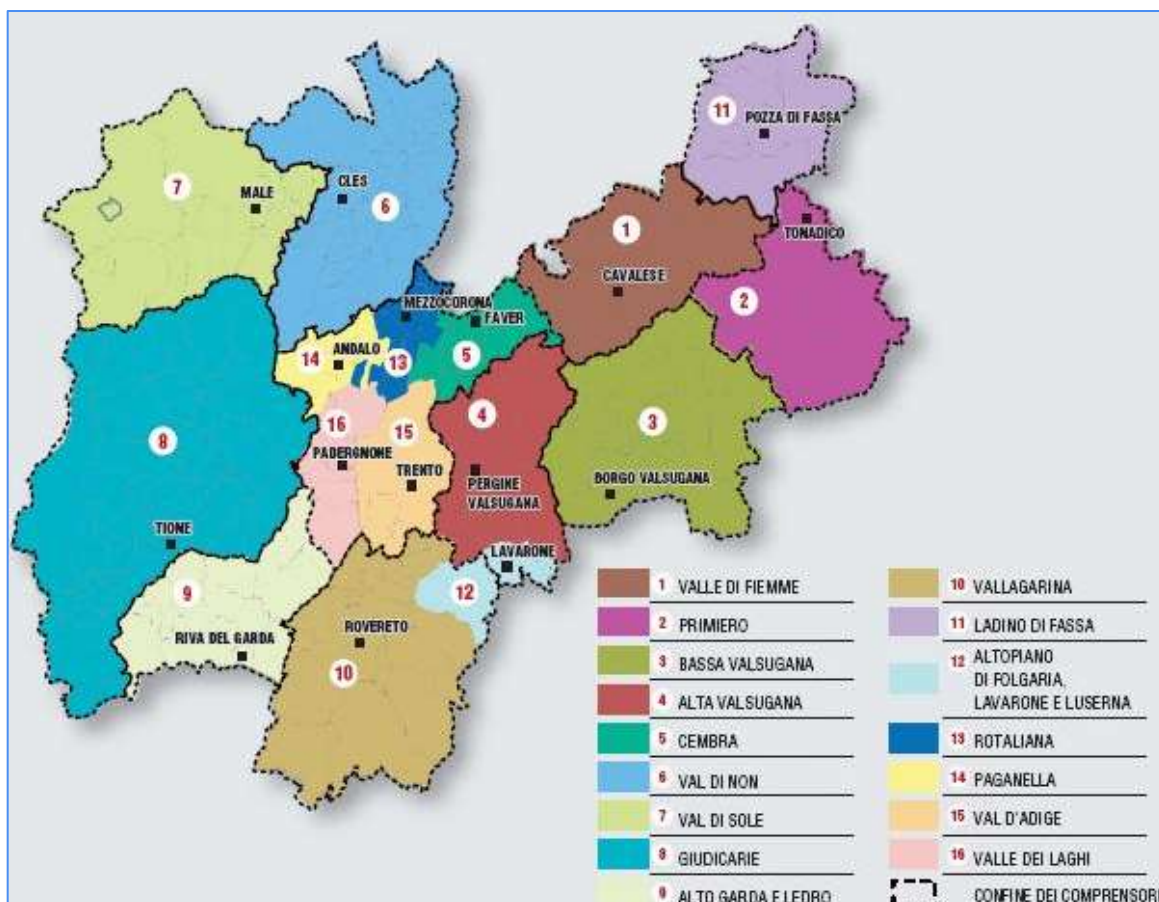 11
POZZA DI FASSA
7
MALE
CLES
6
1
TONADICO
CAVALESE
2
MEZZOCORONA
FAVER
14
ANDALO
13
5
16
15
4
3
8
PADERGNONE
TRENTO
PERGINE
VALSUGANA
BORGO VALSUGANA
TIONE
LAVARONE
9
12
RIVA DEL GARDA
ROVERETO
10
1 VALLE DI FIEMME
2 PRIMIERO
3 BASSA VALSUGANA
4 ALTA VALSUGANA
5 CEMBRA
6 VAL DI NON
7 VAL DI SOLE
8 GIUDICARIE
9 ALTO GARDA E LEDRO
10 VALLAGARINA
11 LADINO DI FASSA
12 ALTOPIANO
DI FOLGARIA,
LAVARONE E LUSERNA
13 ROTALIANA
14 PAGANELLA
15 VAL D'ADIGE
16 VALLE DEI LAGHI
CONFINE DEI COMPRENSORI